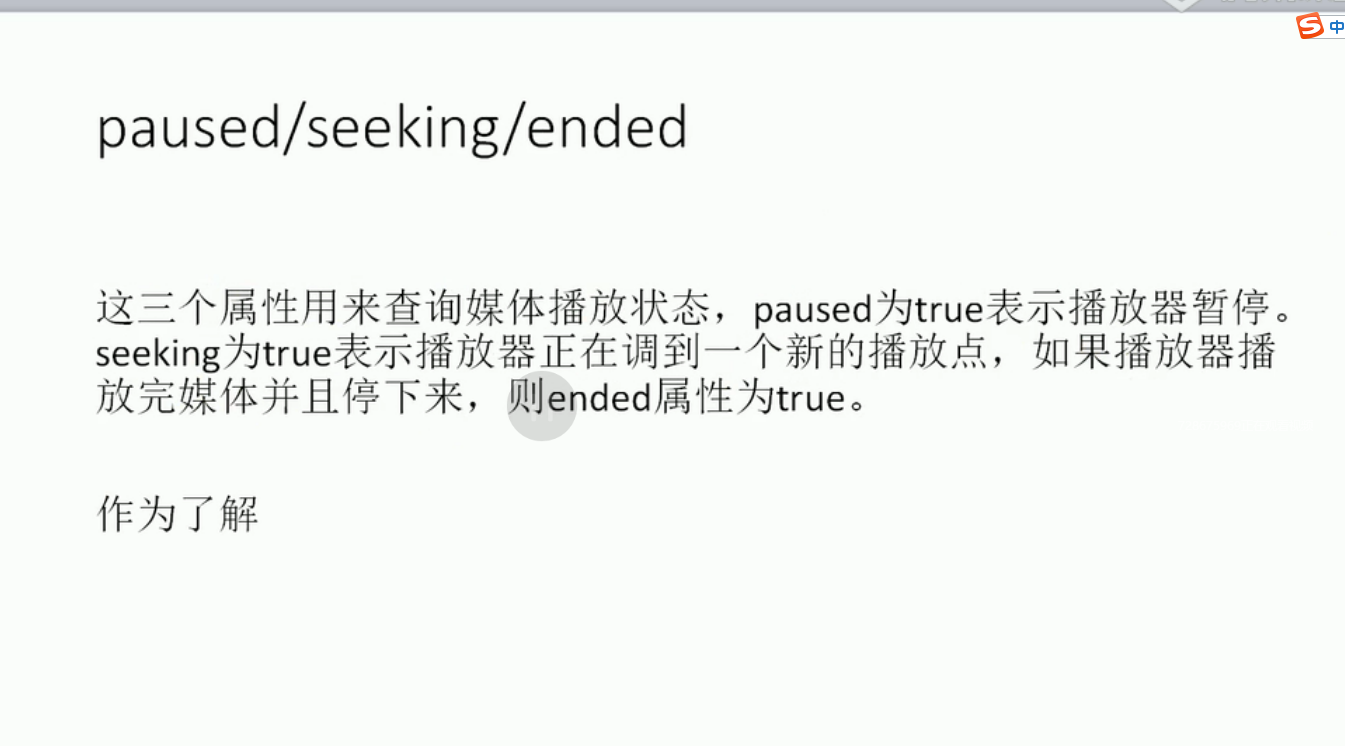 中
paused/seeking/ended
这三个属性用来查询媒体播放状态，paused为true表示播放器暂停。
seeking为true表示播放器正在调到一个新的播放点，如果播放器播
放完媒体并且停下来，则ended属性为true。
作为了解